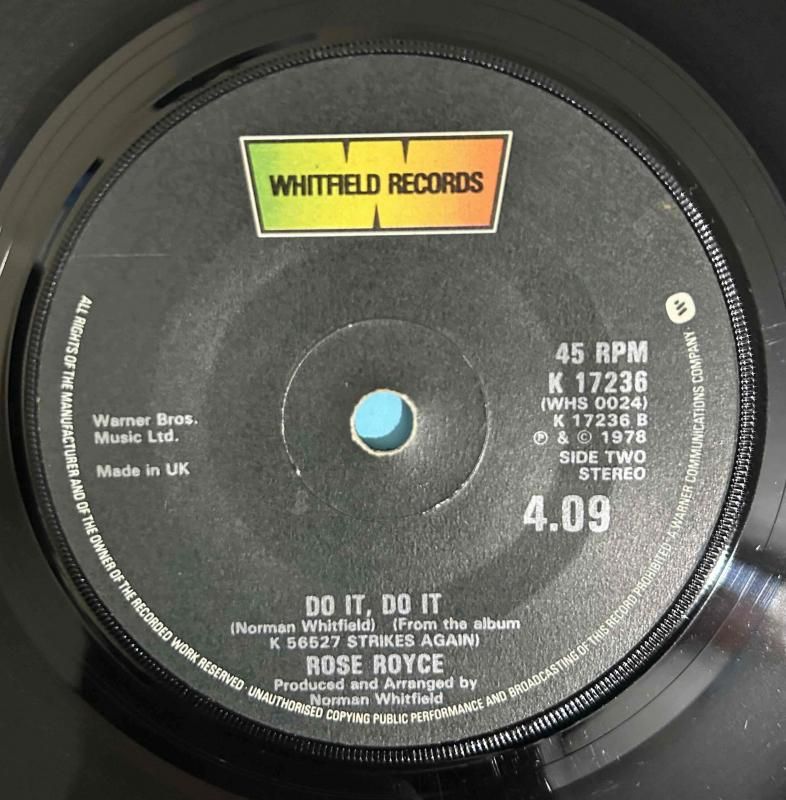 WHITFIELD RECORDS
45 RPM
K 17236
(WHS 0024)
K 17236 B
℗ & © 1978
SIDE TWO
STEREO
4.09
Warner Bros.
Music Ltd.
Made in UK
DO IT, DO IT
(Norman Whitfield) (From the album
K 56527 STRIKES AGAIN)
ROSE ROYCE
Produced and Arranged by
Norman Whitfield
ALL RIGHTS OF THE MANUFACTURER AND OF THE OWNER OF THE RECORDED WORK RESERVED · UNAUTHORISED COPYING PUBLIC PERFORMANCE AND BROADCASTING OF THIS RECORD PROHIBITED · A WARNER COMMUNICATIONS COMPANY ·